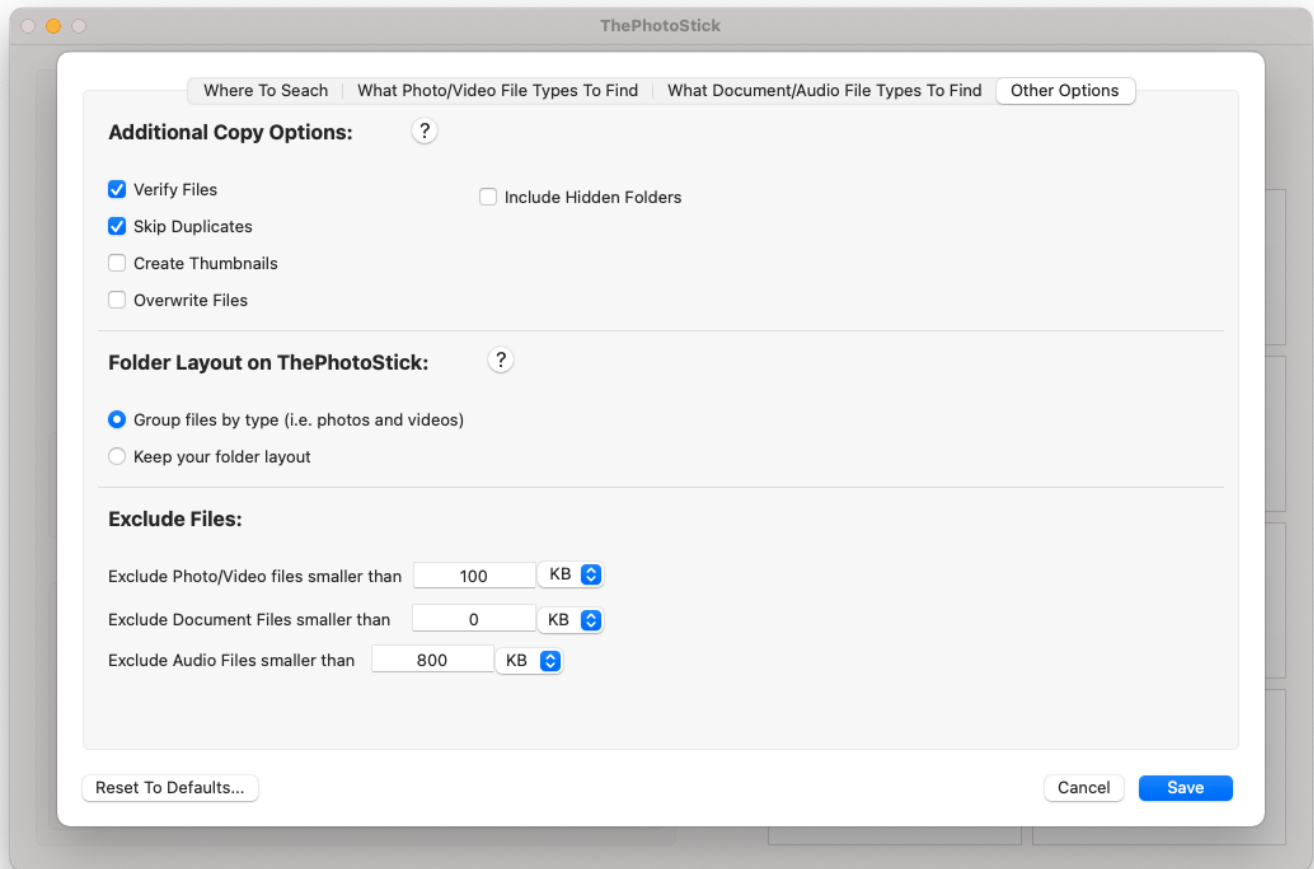 ThePhotoStick
Where To Seach
What Photo/Video File Types To Find
What Document/Audio File Types To Find
Other Options
Additional Copy Options:
?
Verify Files
Include Hidden Folders
Skip Duplicates
Create Thumbnails
Overwrite Files
Folder Layout on ThePhotoStick:
?
Group files by type (i.e. photos and videos)
Keep your folder layout
Exclude Files:
Exclude Photo/Video files smaller than 100 KB
Exclude Document Files smaller than 0 KB
Exclude Audio Files smaller than 800 KB
Reset To Defaults...
Cancel
Save